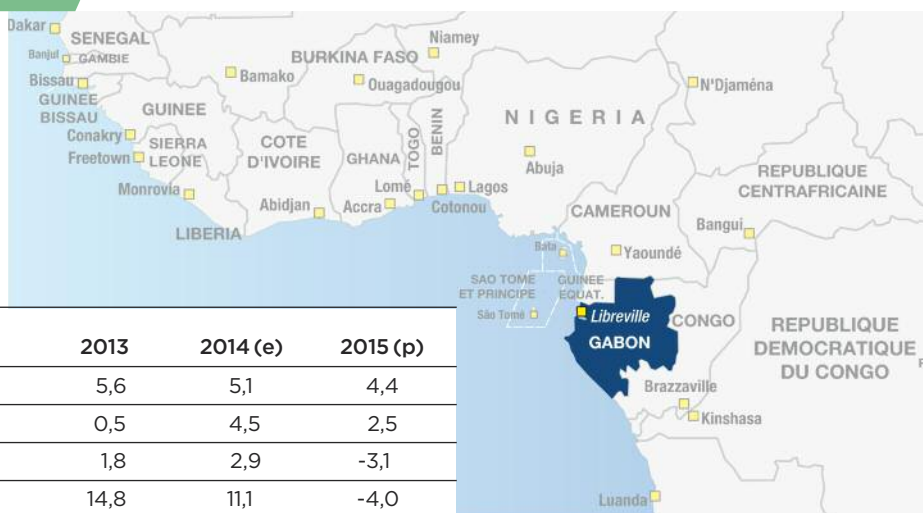 Dakar
SENEGAL
Banjul
GAMBIE
Bissau
GUINEE
BISSAU
Bamako
BURKINA FASO
Niamey
Ouagadougou
N'Djaména
GUINEE
Conakry
SIERRA
LEONE
Freetown
COTE
D'IVOIRE
GHANA
TOGO
BENIN
NIGERIA
Abuja
Monrovia
LIBERIA
Abidjan
Accra
Lomé
Cotonou
Lagos
REPUBLIQUE
CENTRAFRICAINE
CAMEROUN
Bangui
Yaoundé
Bata
SAO TOME
ET PRINCIPE
São Tomé
GUINEE
EQUAT.
Libreville
GABON
CONGO
REPUBLIQUE
DEMOCRATIQUE
DU CONGO
Brazzaville
Kinshasa
Luanda
2013 2014 (e) 2015 (p)
5,6 5,1 4,4
0,5 4,5 2,5
1,8 2,9 -3,1
14,8 11,1 -4,0